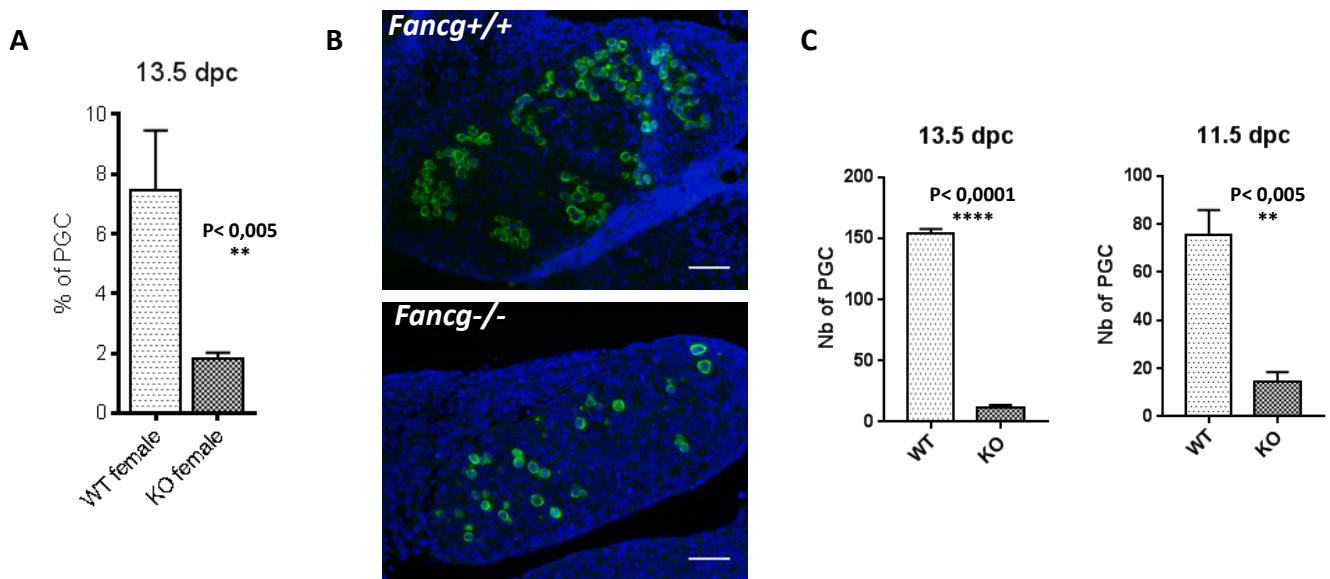 A
13.5 dpc
10
8
6
4
2
0
% of PGC
P< 0,005
**
WT female
KO female
B
Fancg+/+
Fancg-/-
C
13.5 dpc
200
150
100
50
0
Nb of PGC
P< 0,0001
****
WT
KO
11.5 dpc
100
80
60
40
20
0
Nb of PGC
P< 0,005
**
WT
KO